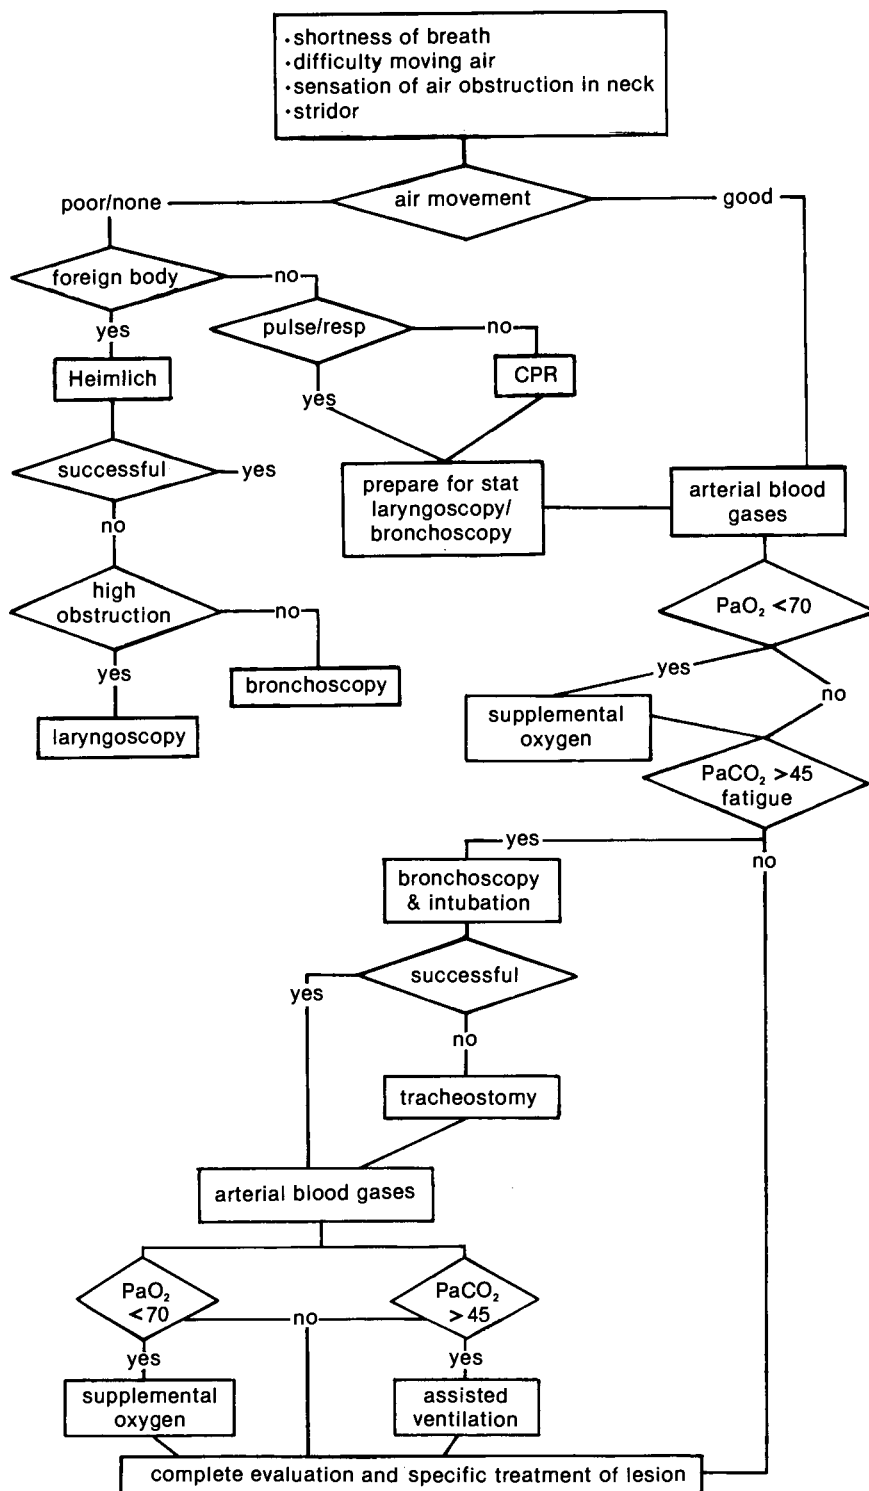 ·shortness of breath
·difficulty moving air
·sensation of air obstruction in neck
·stridor
air movement
poor/none
good
foreign body
no
yes
pulse/resp
no
Heimlich
CPR
yes
successful
yes
prepare for stat
laryngoscopy/
bronchoscopy
arterial blood
gases
no
high
obstruction
no
PaO₂ <70
yes
bronchoscopy
yes
no
laryngoscopy
supplemental
oxygen
PaCO₂ >45
fatigue
yes
no
bronchoscopy
& intubation
successful
yes
no
tracheostomy
arterial blood gases
PaO₂
<70
PaCO₂
>45
no
yes
yes
supplemental
oxygen
assisted
ventilation
complete evaluation and specific treatment of lesion